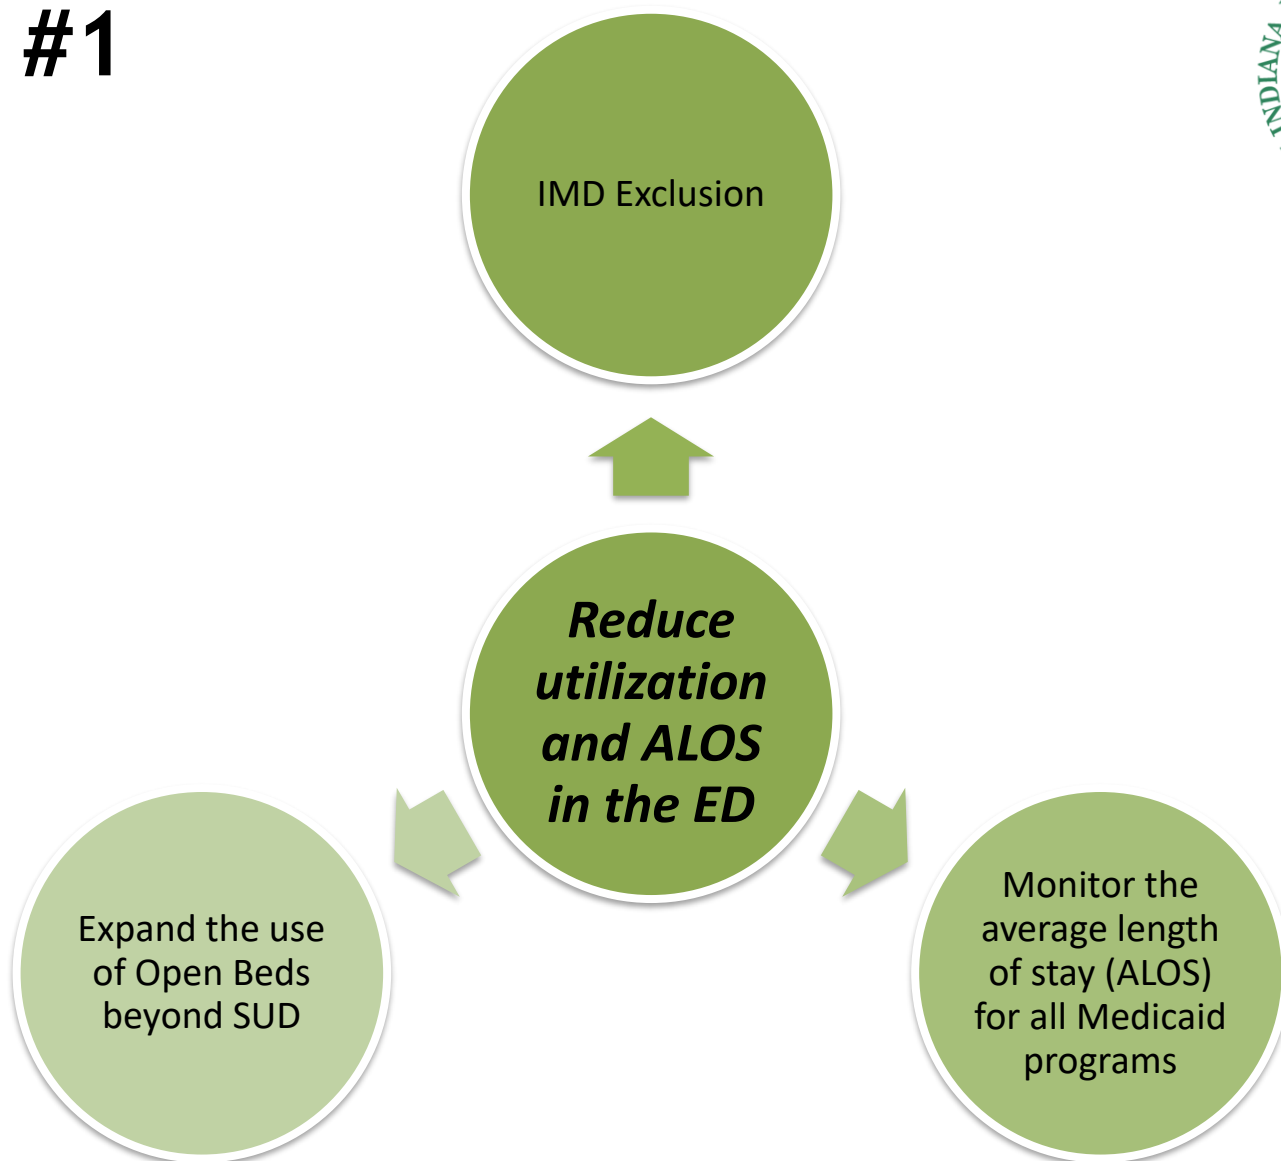 #1
INDIANA
IMD Exclusion
Reduce
utilization
and ALOS
in the ED
Expand the use
of Open Beds
beyond SUD
Monitor the
average length
of stay (ALOS)
for all Medicaid
programs